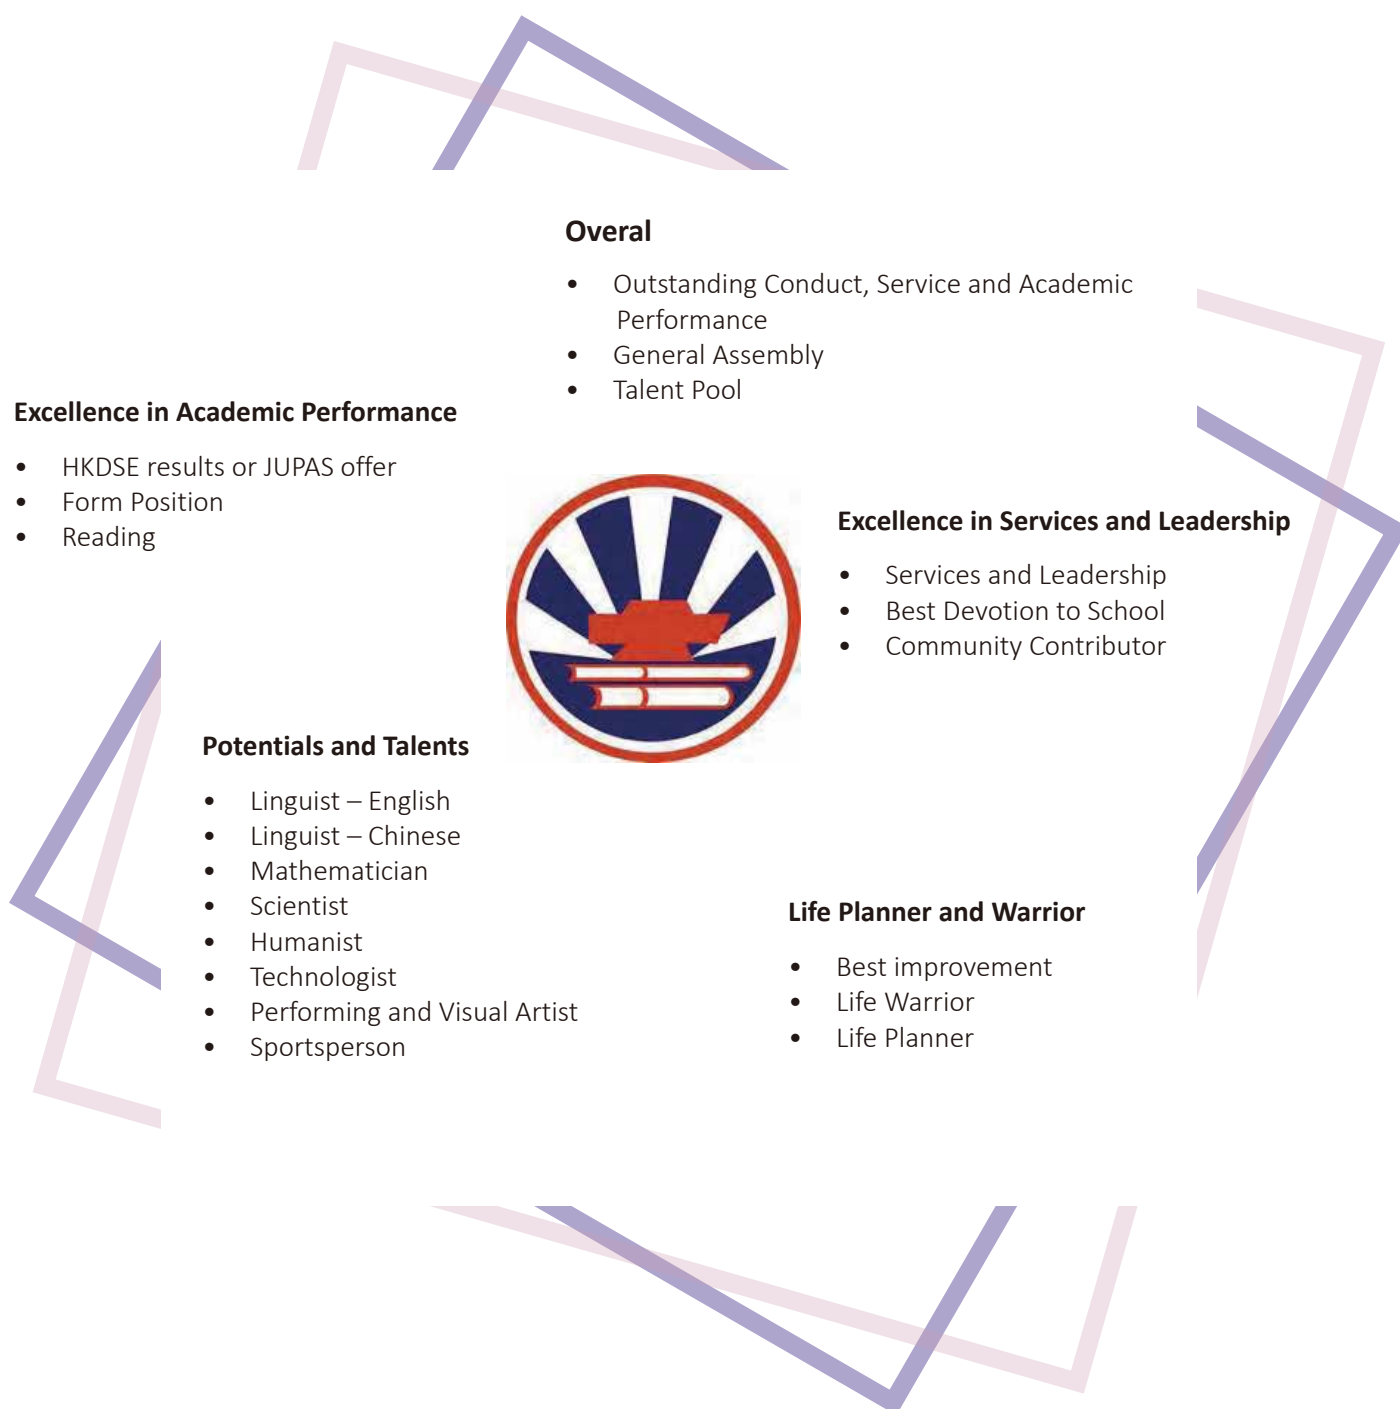 Overal
• Outstanding Conduct, Service and Academic
Performance
• General Assembly
• Talent Pool
Excellence in Academic Performance
• HKDSE results or JUPAS offer
• Form Position
• Reading
Excellence in Services and Leadership
• Services and Leadership
• Best Devotion to School
• Community Contributor
Potentials and Talents
• Linguist – English
• Linguist – Chinese
• Mathematician
• Scientist
• Humanist
• Technologist
• Performing and Visual Artist
• Sportsperson
Life Planner and Warrior
• Best improvement
• Life Warrior
• Life Planner